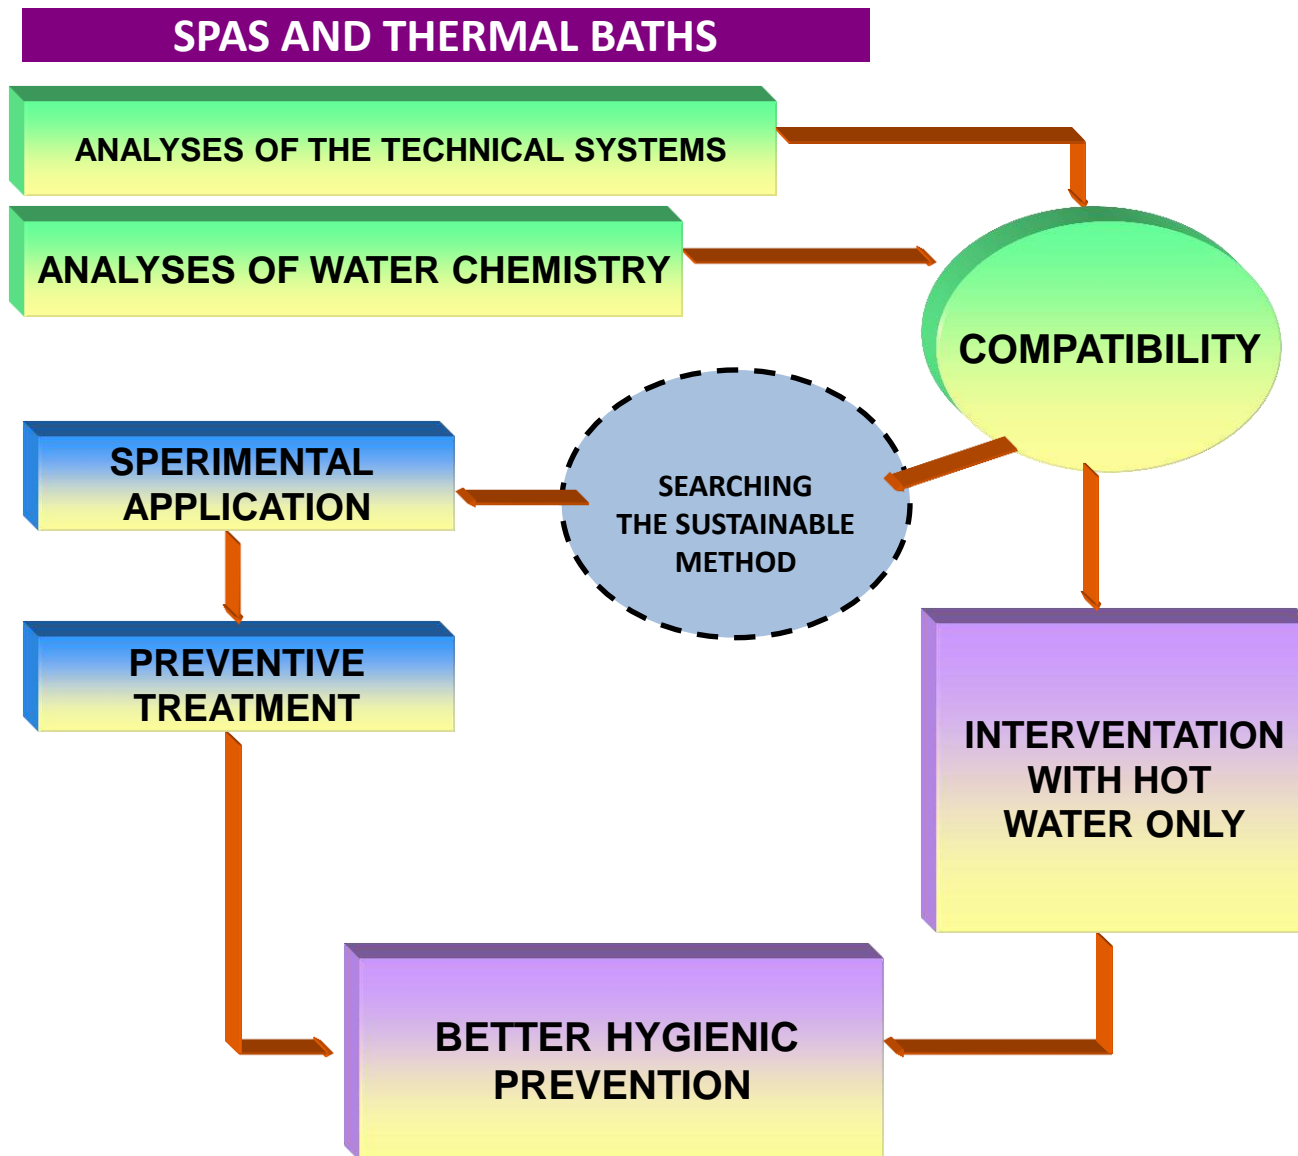 SPAS AND THERMAL BATHS
ANALYSES OF THE TECHNICAL SYSTEMS
ANALYSES OF WATER CHEMISTRY
COMPATIBILITY
SEARCHING
THE SUSTAINABLE
METHOD
SPERIMENTAL
APPLICATION
PREVENTIVE
TREATMENT
INTERVENTATION
WITH HOT
WATER ONLY
BETTER HYGIENIC
PREVENTION